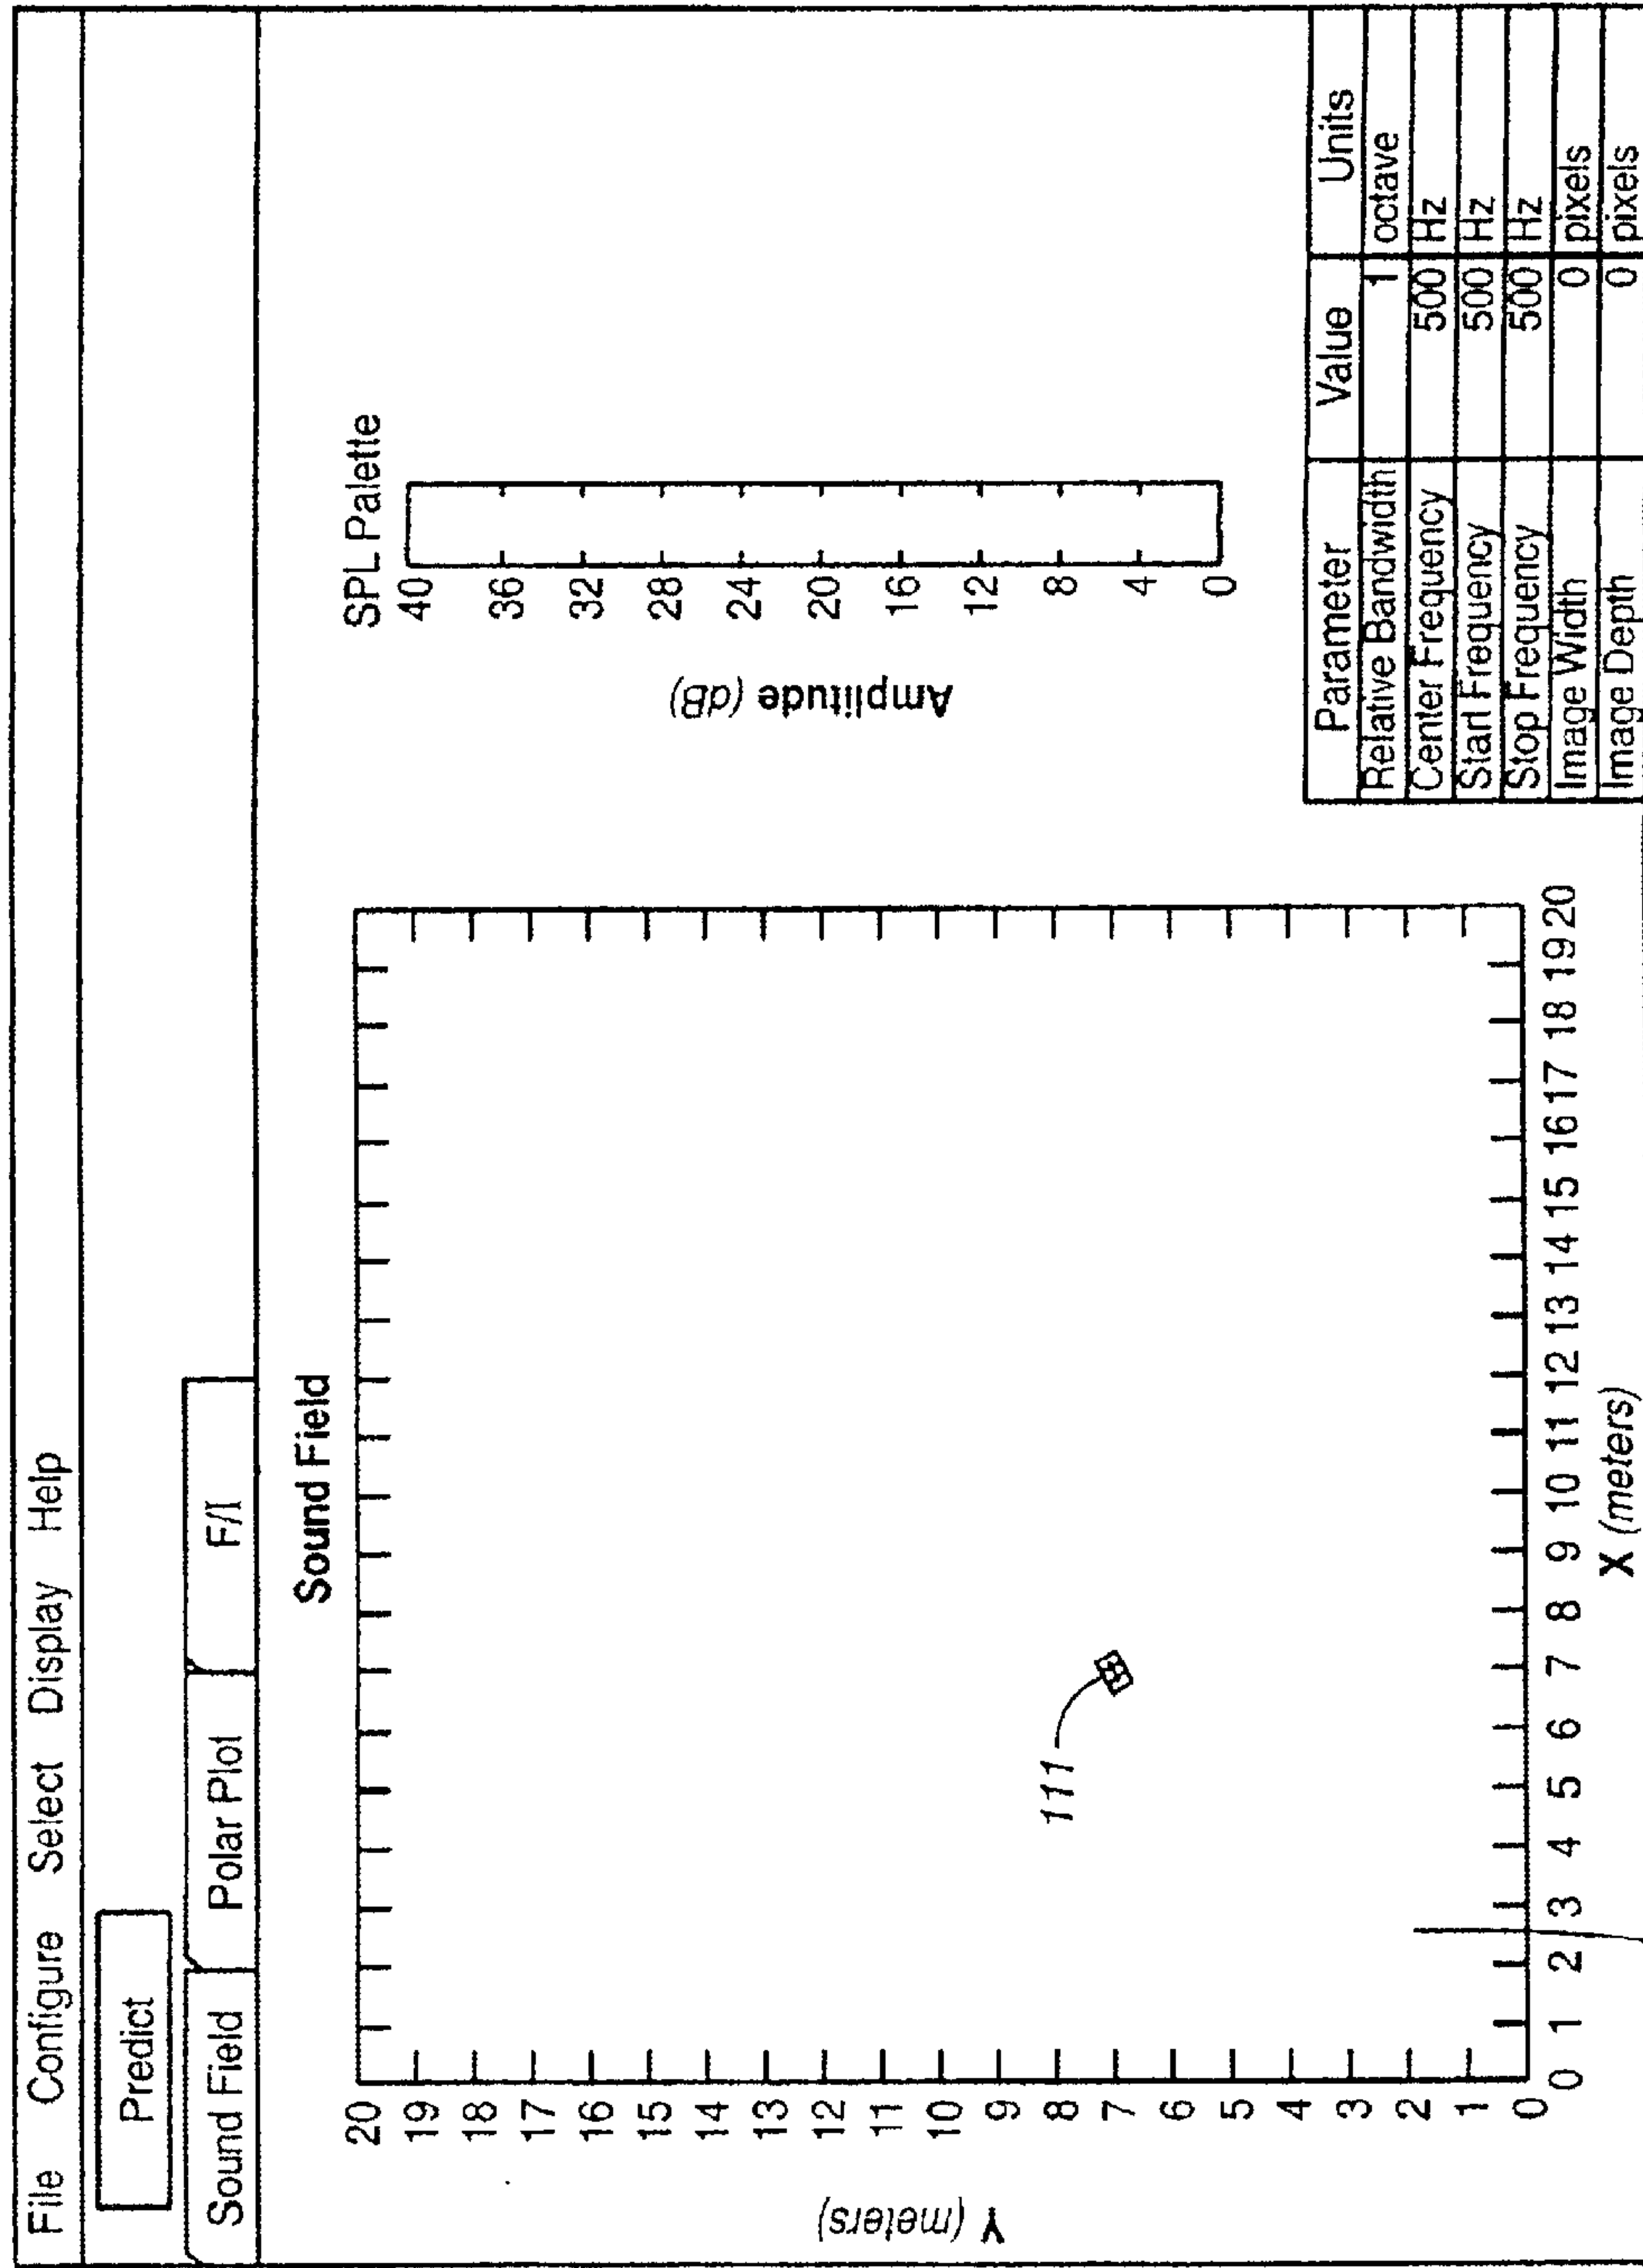 File Configure Select Display Help
Predict
Sound Field Polar Plot F/I
Sound Field
Y (meters)
20
19
18
17
16
15
14
13
12
11
10
9
8
7
6
5
4
3
2
1
0
111
0 1 2 3 4 5 6 7 8 9 10 11 12 13 14 15 16 17 18 19 20
X (meters)
SPL Palette
Amplitude (dB)
40
36
32
28
24
20
16
12
8
4
0
Parameter Value Units
Relative Bandwidth 1 octave
Center Frequency 500 Hz
Start Frequency 500 Hz
Stop Frequency 500 Hz
Image Width 0 pixels
Image Depth 0 pixels